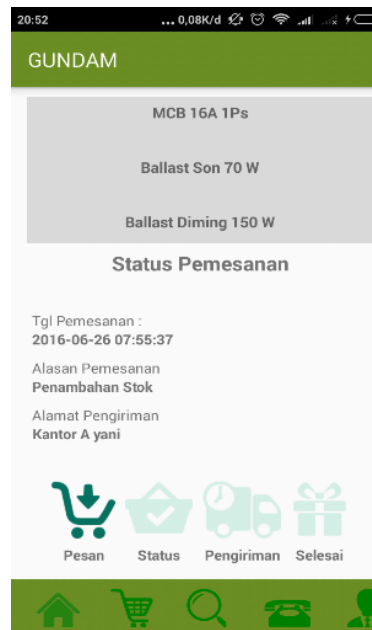 20:52 ... 0,08K/d
GUNDAM
MCB 16A 1Ps
Ballast Son 70 W
Ballast Diming 150 W
Status Pemesanan
Tgl Pemesanan :
2016-06-26 07:55:37
Alasan Pemesanan
Penambahan Stok
Alamat Pengiriman
Kantor A yani
Pesan Status Pengiriman Selesai